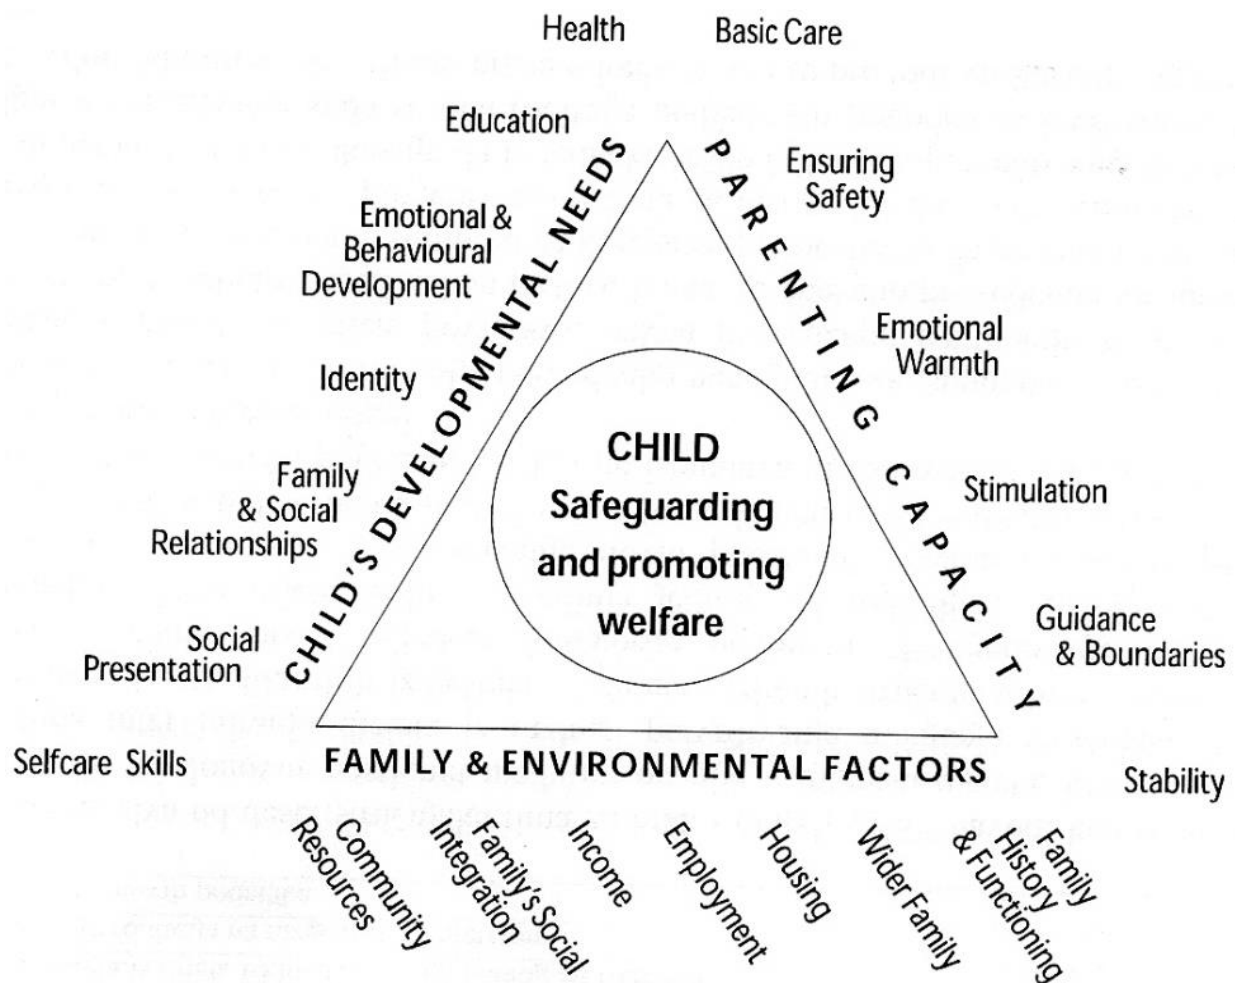 Health
Basic Care
Education
Ensuring
Safety
Emotional &
Behavioural
Development
Emotional
Warmth
Identity
Stimulation
Family
& Social
Relationships
Guidance
& Boundaries
Social
Presentation
Selfcare Skills
Stability
CHILD'S DEVELOPMENTAL NEEDS
PARENTING CAPACITY
CHILD
Safeguarding
and promoting
welfare
FAMILY & ENVIRONMENTAL FACTORS
Community
Resources
Family's Social
Integration
Income
Employment
Housing
Wider Family
Family
History
& Functioning